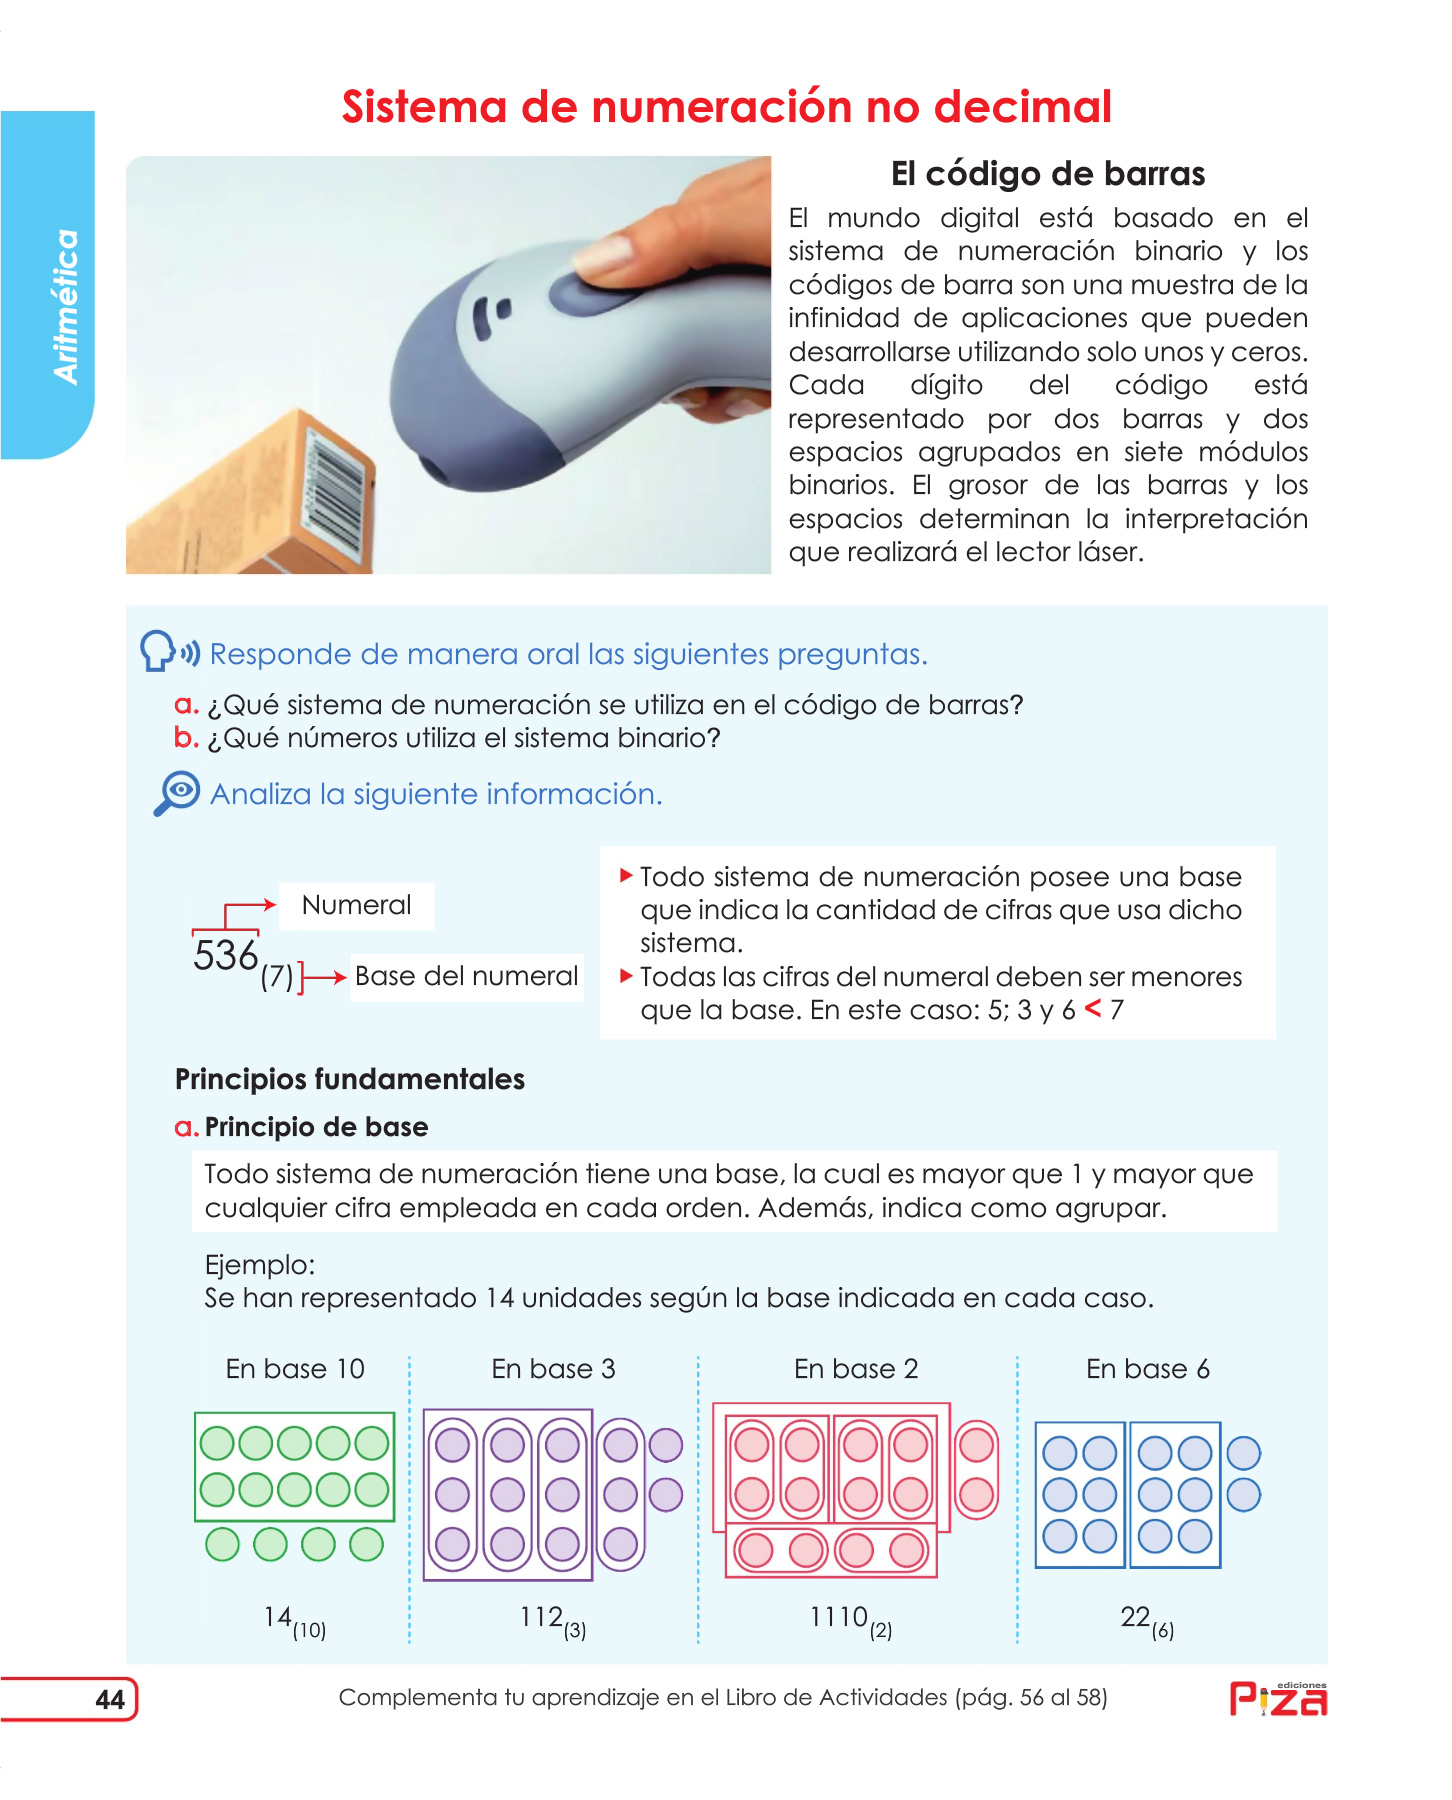 Sistema de numeración no decimal
Aritmética
El código de barras
El mundo digital está basado en el
sistema de numeración binario y los
códigos de barra son una muestra de la
infinidad de aplicaciones que pueden
desarrollarse utilizando solo unos y ceros.
Cada dígito del código está
representado por dos barras y dos
espacios agrupados en siete módulos
binarios. El grosor de las barras y los
espacios determinan la interpretación
que realizará el lector láser.
Responde de manera oral las siguientes preguntas.
a. ¿Qué sistema de numeración se utiliza en el código de barras?
b. ¿Qué números utiliza el sistema binario?
Analiza la siguiente información.
Numeral
536(7)
Base del numeral
Todo sistema de numeración posee una base
que indica la cantidad de cifras que usa dicho
sistema.
Todas las cifras del numeral deben ser menores
que la base. En este caso: 5; 3 y 6 < 7
Principios fundamentales
a. Principio de base
Todo sistema de numeración tiene una base, la cual es mayor que 1 y mayor que
cualquier cifra empleada en cada orden. Además, indica como agrupar.
Ejemplo:
Se han representado 14 unidades según la base indicada en cada caso.
En base 10
En base 3
En base 2
En base 6
14(10)
112(3)
1110(2)
22(6)
44
Complementa tu aprendizaje en el Libro de Actividades (pág. 56 al 58)
ediciones
Piza